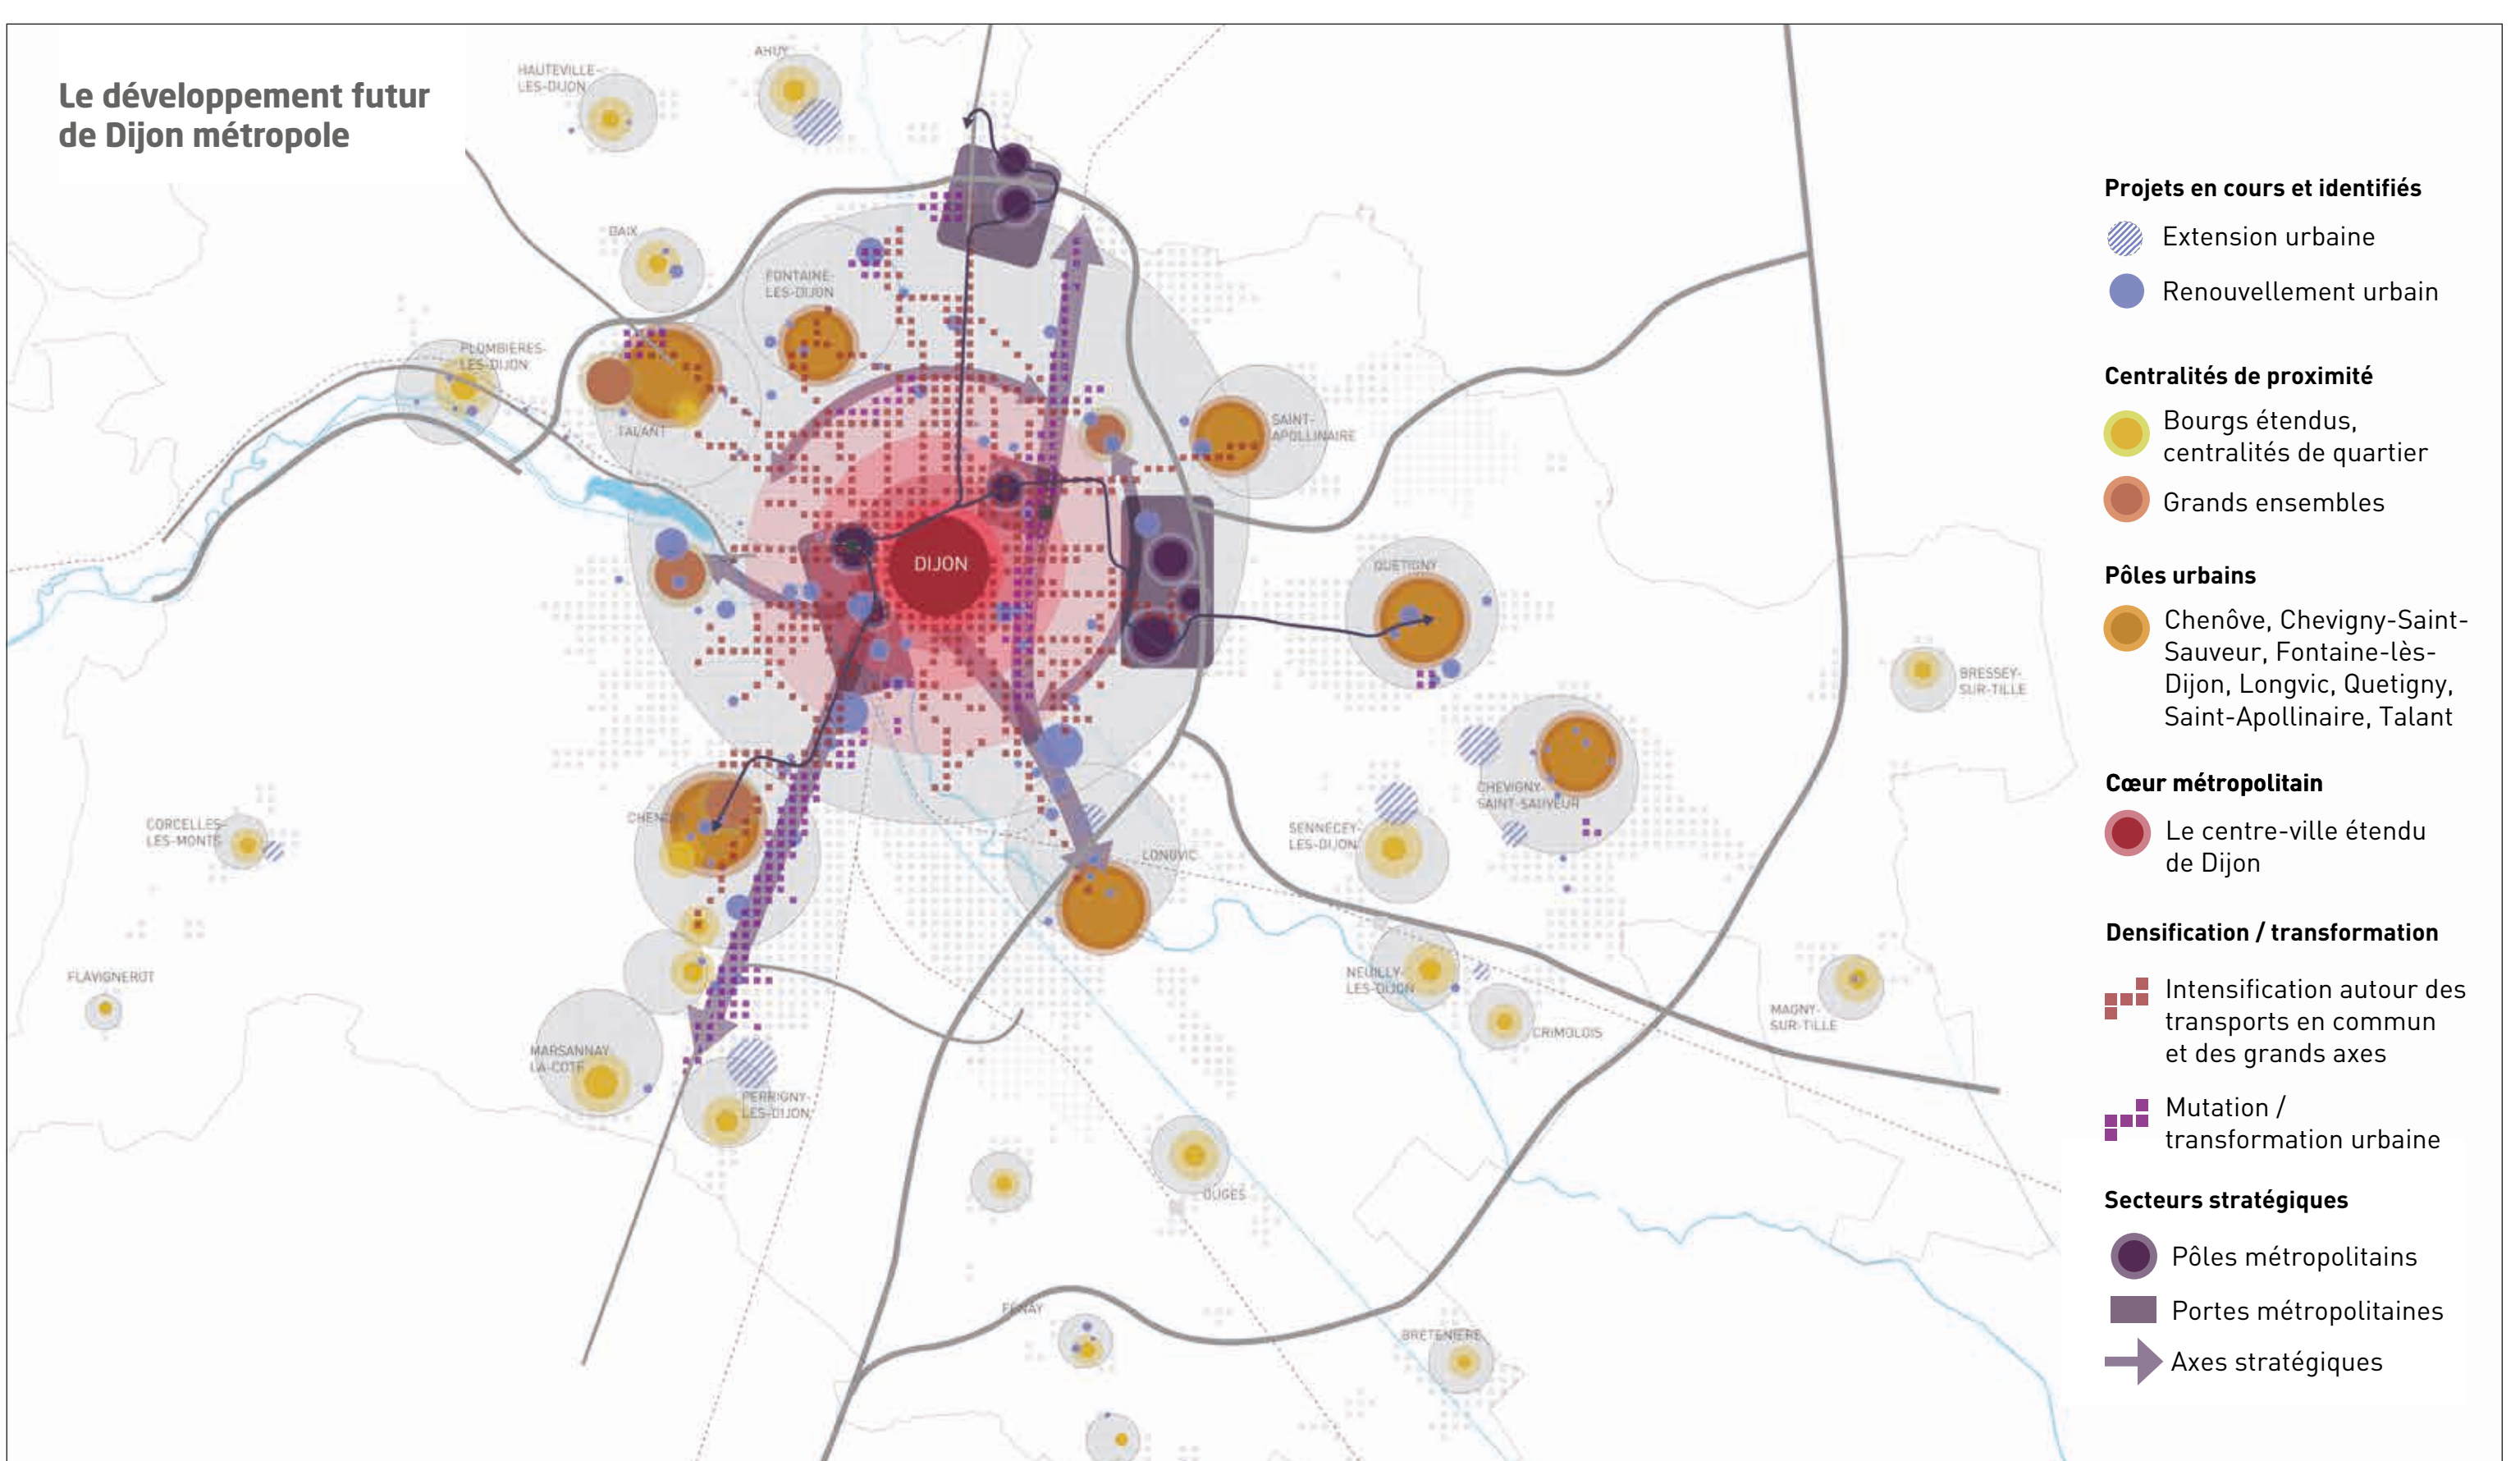 Le développement futur
de Dijon métropole
HAUTEVILLE-
LES-DIJON
AHUY
DAIX
FONTAINE-
LES-DIJON
PLOMBIERES-
LES-DIJON
TALANT
SAINT-
APOLLINAIRE
DIJON
QUETIGNY
BRESSEY-
SUR-TILLE
CHEVIGNY-
SAINT-SAUVEUR
CORCELLES-
LES-MONTS
SENNECEY-
LES-DIJON
LONGVIC
FLAVIGNEROT
NEUILLY-
LES-DIJON
MAGNY-
SUR-TILLE
CRIMOLOIS
MARSANNAY-
LA-COTE
PERRIGNY-
LES-DIJON
OUGES
FENAY
BRETENIERE
Projets en cours et identifiés
Extension urbaine
Renouvellement urbain
Centralités de proximité
Bourgs étendus,
centralités de quartier
Grands ensembles
Pôles urbains
Chenôve, Chevigny-Saint-
Sauveur, Fontaine-lès-
Dijon, Longvic, Quetigny,
Saint-Apollinaire, Talant
Cœur métropolitain
Le centre-ville étendu
de Dijon
Densification / transformation
Intensification autour des
transports en commun
et des grands axes
Mutation /
transformation urbaine
Secteurs stratégiques
Pôles métropolitains
Portes métropolitaines
Axes stratégiques